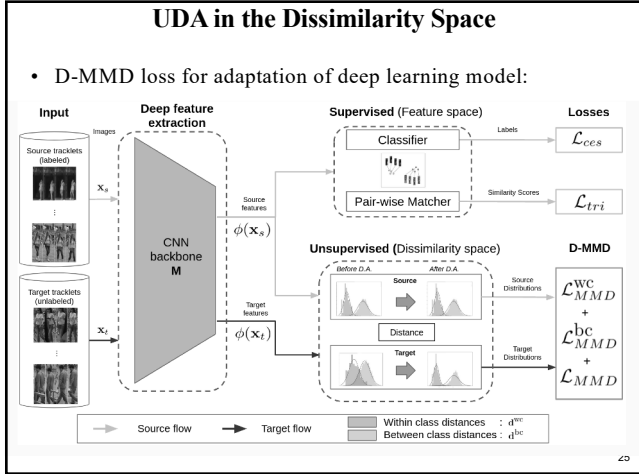 UDA in the Dissimilarity Space
• D-MMD loss for adaptation of deep learning model:
Input
Deep feature
extraction
Supervised (Feature space)
Losses
Images
Source tracklets
(labeled)
x_s
⋮
Target tracklets
(unlabeled)
x_t
⋮
CNN
backbone
M
Source
features
ϕ(x_s)
Target
features
ϕ(x_t)
Classifier
Pair-wise Matcher
Labels
Similarity Scores
ℒ_ces
ℒ_tri
Unsupervised (Dissimilarity space)
D-MMD
Before D.A.
After D.A.
Source
Distance
Target
Source
Distributions
Target
Distributions
ℒ^wc_MMD
+
ℒ^bc_MMD
+
ℒ_MMD
Source flow
Target flow
Within class distances : d^wc
Between class distances : d^bc